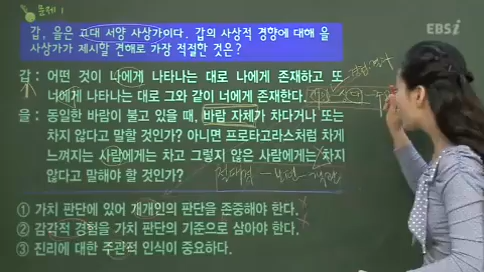 문제 1
EBSi
갑, 을은 고대 서양 사상가이다. 갑의 사상적 경향에 대해 을
사상가가 제시할 견해로 가장 적절한 것은?
갑 : 어떤 것이 나에게 나타나는 대로 나에게 존재하고 또
너에게 나타나는 대로 그와 같이 너에게 존재한다.
을 : 동일한 바람이 불고 있을 때, 바람 자체가 차다거나 또는
차지 않다고 말할 것인가? 아니면 프로타고라스처럼 차게
느껴지는 사람에게는 차고 그렇지 않은 사람에게는 차지
않다고 말해야 할 것인가?
① 가치 판단에 있어 개개인의 판단을 존중해야 한다.
② 감각적 경험을 가치 판단의 기준으로 삼아야 한다.
③ 진리에 대한 주관적 인식이 중요하다.